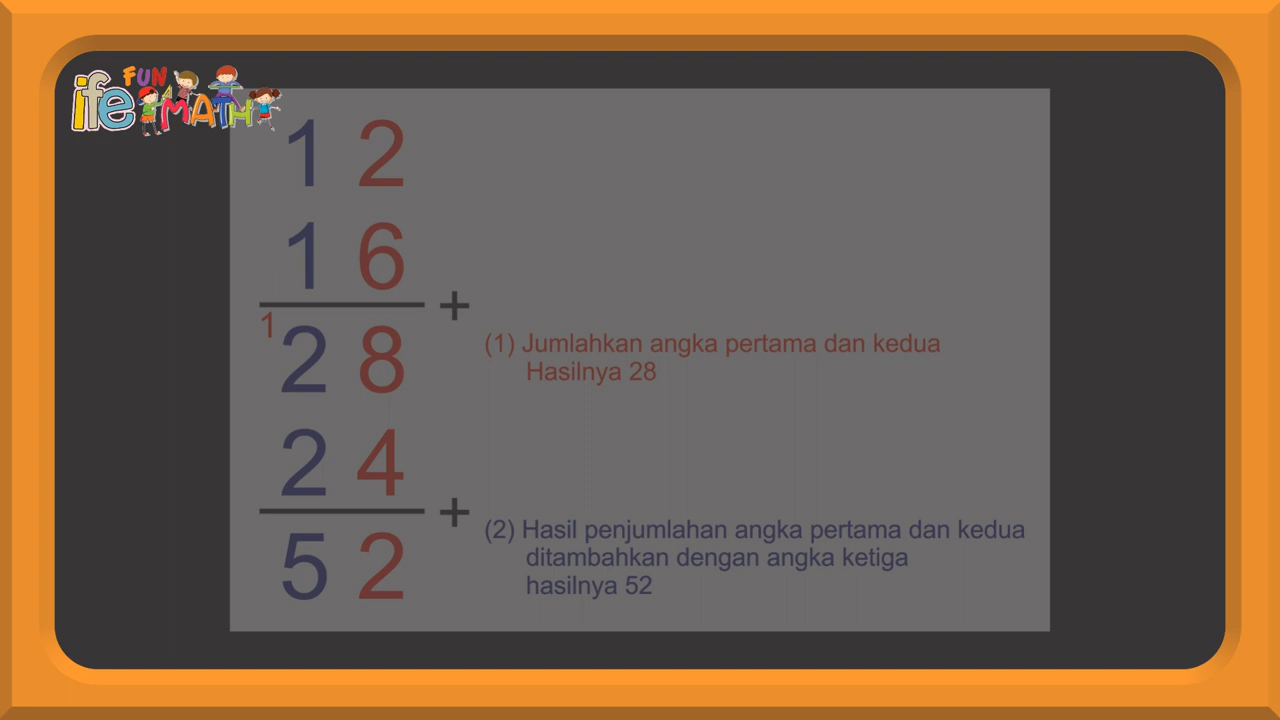 FUN
ife MATH
1 2
1 6
+
1
2 8
(1) Jumlahkan angka pertama dan kedua
Hasilnya 28
2 4
+
5 2
(2) Hasil penjumlahan angka pertama dan kedua
ditambahkan dengan angka ketiga
hasilnya 52